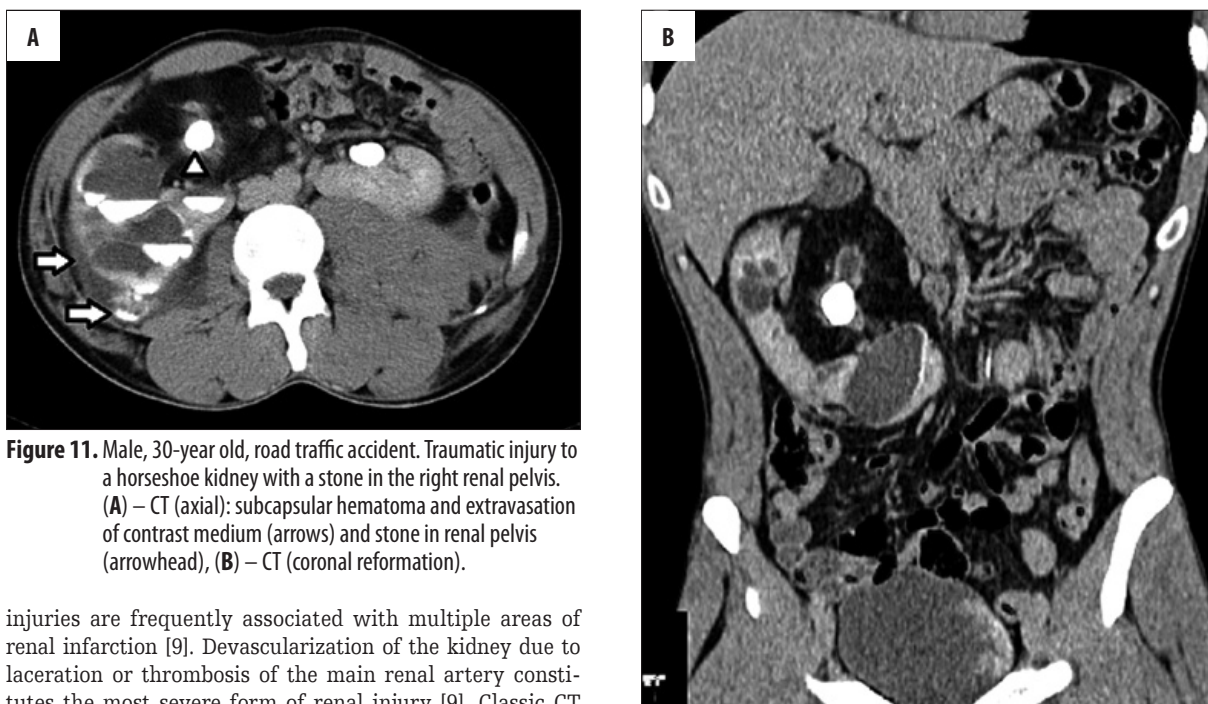 A
B
Figure 11. Male, 30-year old, road traffic accident. Traumatic injury to
a horseshoe kidney with a stone in the right renal pelvis.
(A) – CT (axial): subcapsular hematoma and extravasation
of contrast medium (arrows) and stone in renal pelvis
(arrowhead), (B) – CT (coronal reformation).
injuries are frequently associated with multiple areas of
renal infarction [9]. Devascularization of the kidney due to
laceration or thrombosis of the main renal artery consti-
tutes the most severe form of renal injury [9]. Classic CT